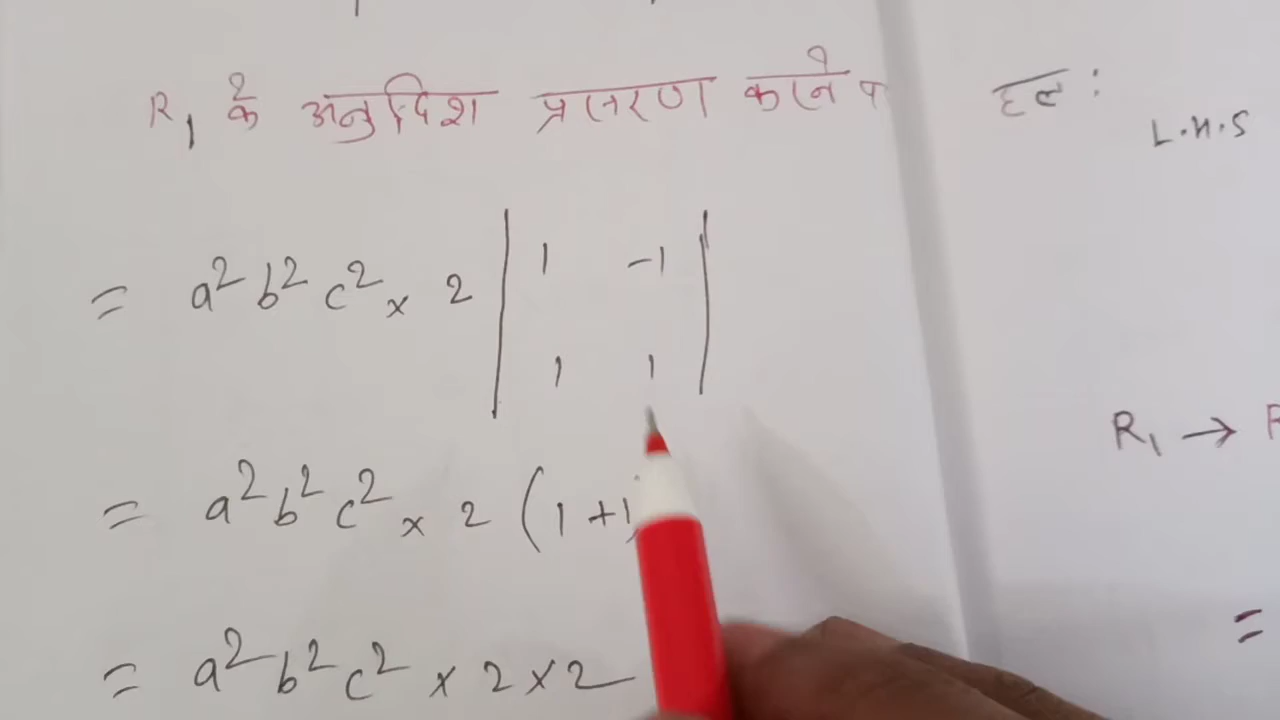 R₁ के अनुदिश प्रसरण करने
= a²b²c² × 2 | 1 -1 |
| 1 1 |
= a²b²c² × 2 (1+1)
= a²b²c² × 2 × 2
हल :
L.H.S
R₁ →
=